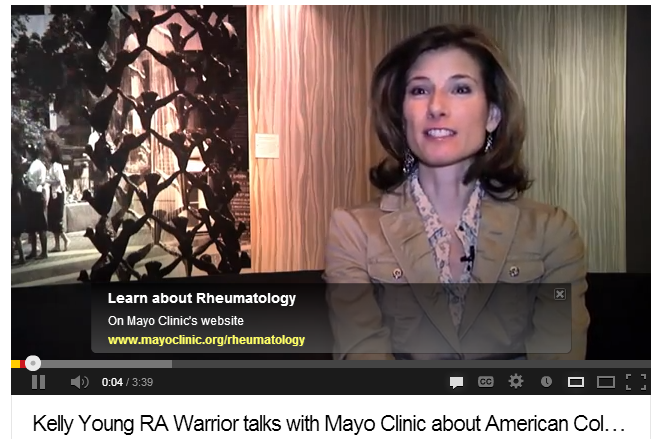 Learn about Rheumatology
On Mayo Clinic's website
www.mayoclinic.org/rheumatology
0:04 / 3:39
CC
Kelly Young RA Warrior talks with Mayo Clinic about American Col…